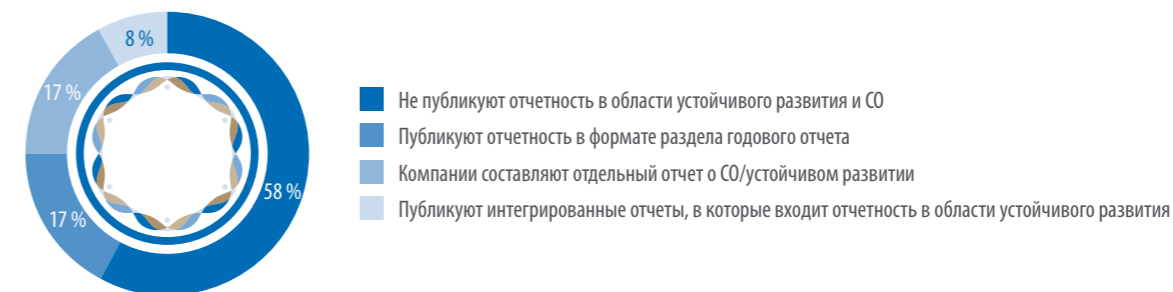 8 %
17 %
17 %
58 %
Не публикуют отчетность в области устойчивого развития и СО
Публикуют отчетность в формате раздела годового отчета
Компании составляют отдельный отчет о СО/устойчивом развитии
Публикуют интегрированные отчеты, в которые входит отчетность в области устойчивого развития